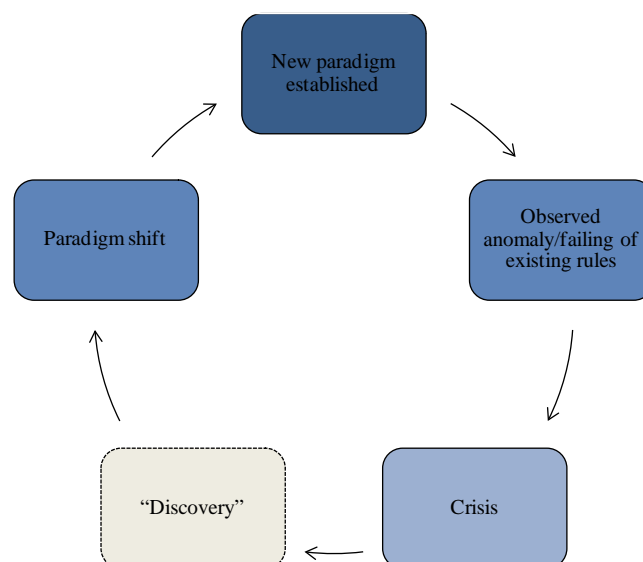 New paradigm
established
Observed
anomaly/failing of
existing rules
Crisis
“Discovery”
Paradigm shift